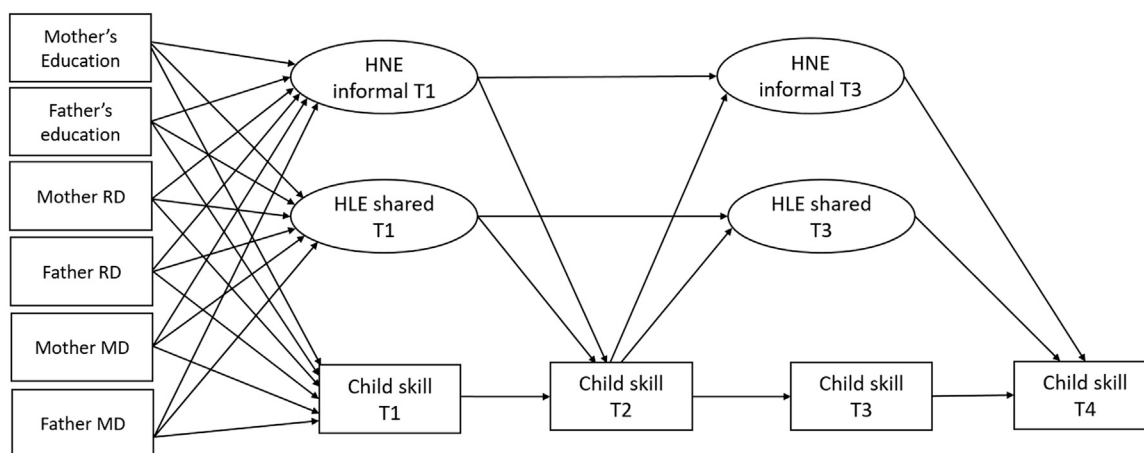 Mother's
Education
Father's
education
Mother RD
Father RD
Mother MD
Father MD
HNE
informal T1
HLE shared
T1
Child skill
T1
Child skill
T2
HNE
informal T3
HLE shared
T3
Child skill
T3
Child skill
T4